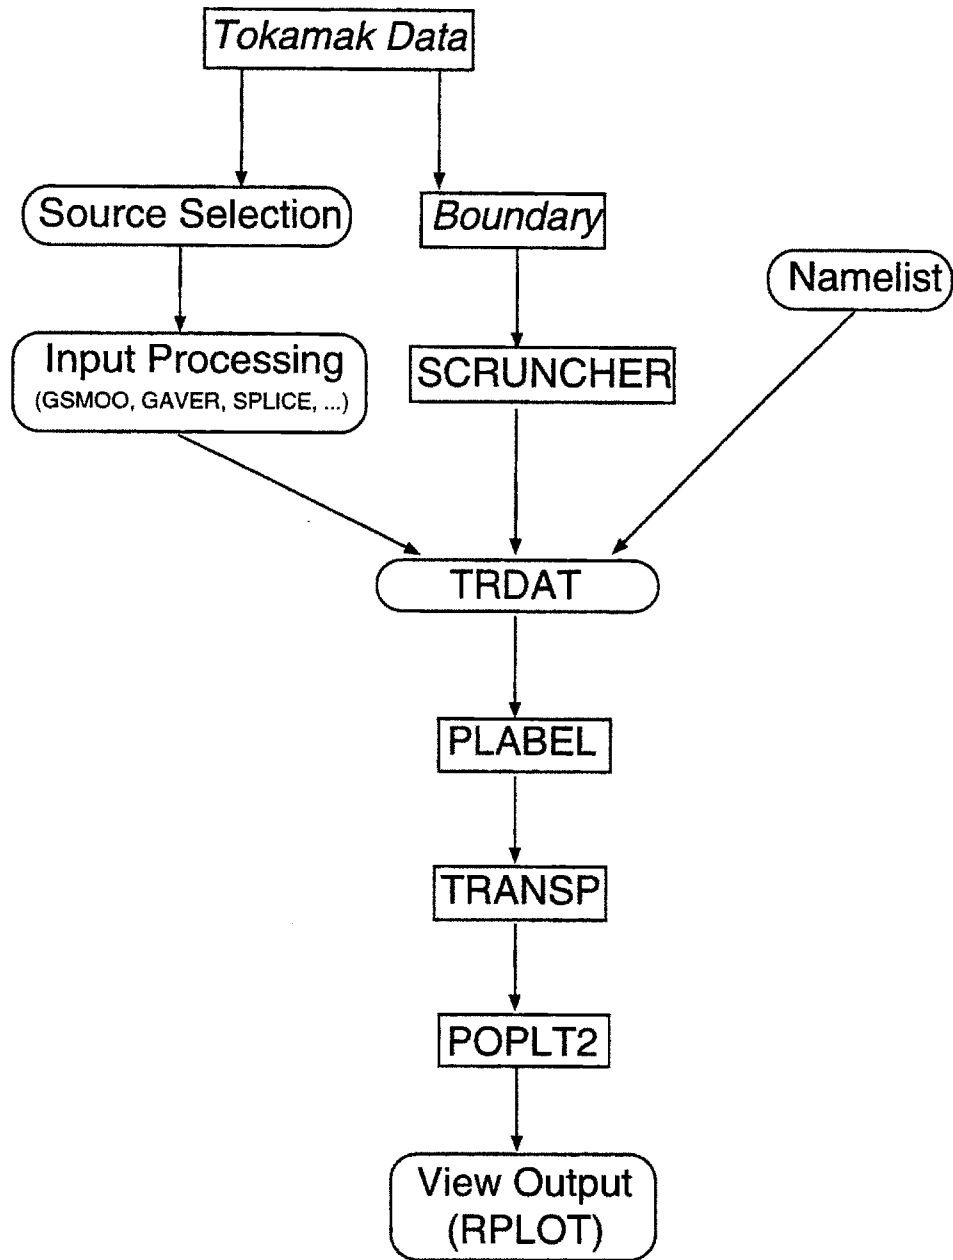 Tokamak Data
Source Selection
Boundary
Namelist
Input Processing
(GSMOO, GAVER, SPLICE, ...)
SCRUNCHER
TRDAT
PLABEL
TRANSP
POPLT2
View Output
(RPLOT)